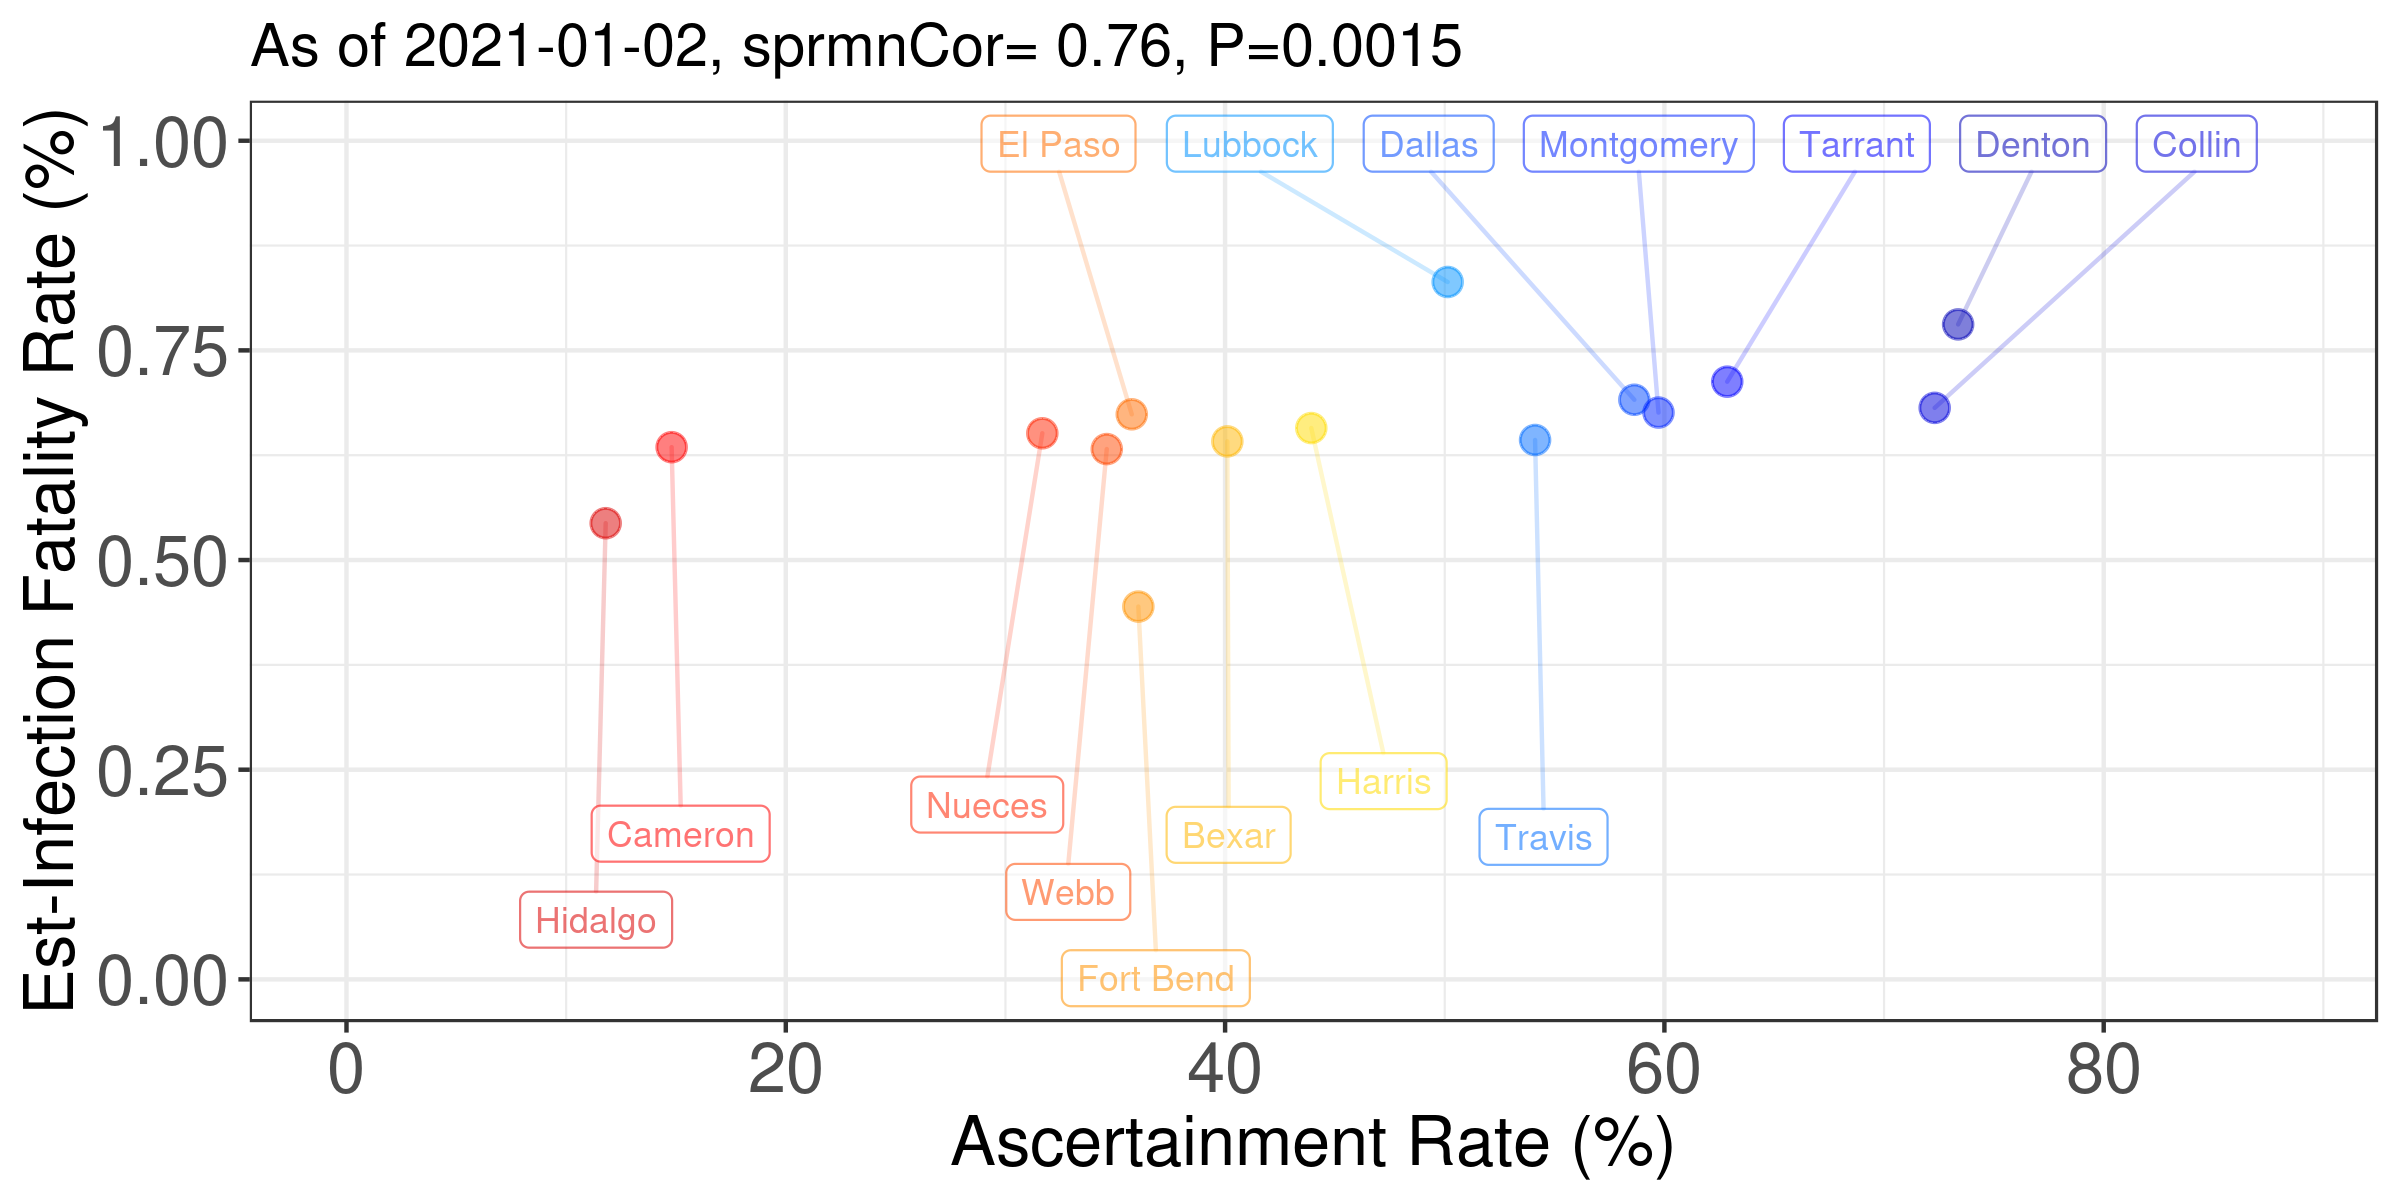 As of 2021-01-02, sprmnCor= 0.76, P=0.0015
Est-Infection Fatality Rate (%)
1.00
0.75
0.50
0.25
0.00
El Paso
Lubbock
Dallas
Montgomery
Tarrant
Denton
Collin
Harris
Nueces
Cameron
Bexar
Travis
Webb
Hidalgo
Fort Bend
0
20
40
60
80
Ascertainment Rate (%)